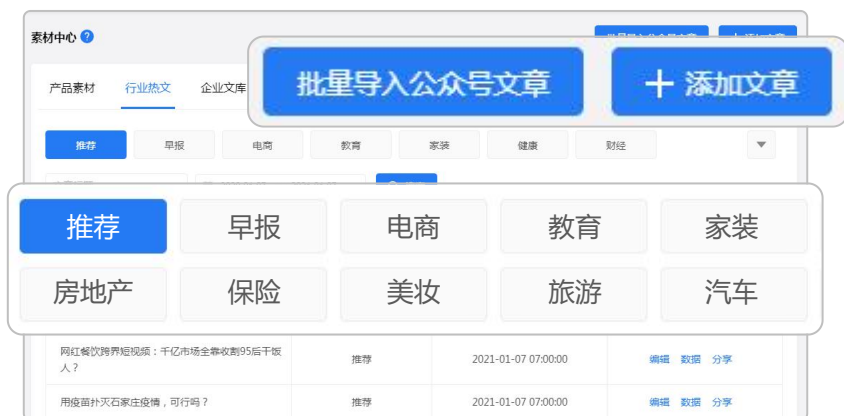 素材中心 ?
批量导入公众号文章 + 添加文章
产品素材 行业热文 企业文库
推荐 早报 电商 教育 家装 健康 财经
推荐 早报 电商 教育 家装
房地产 保险 美妆 旅游 汽车
网红餐饮跨界短视频：千亿市场全靠收割95后干饭
人？
推荐 2021-01-07 07:00:00 编辑 数据 分享
用疫苗扑灭石家庄疫情，可行吗？ 推荐 2021-01-07 07:00:00 编辑 数据 分享